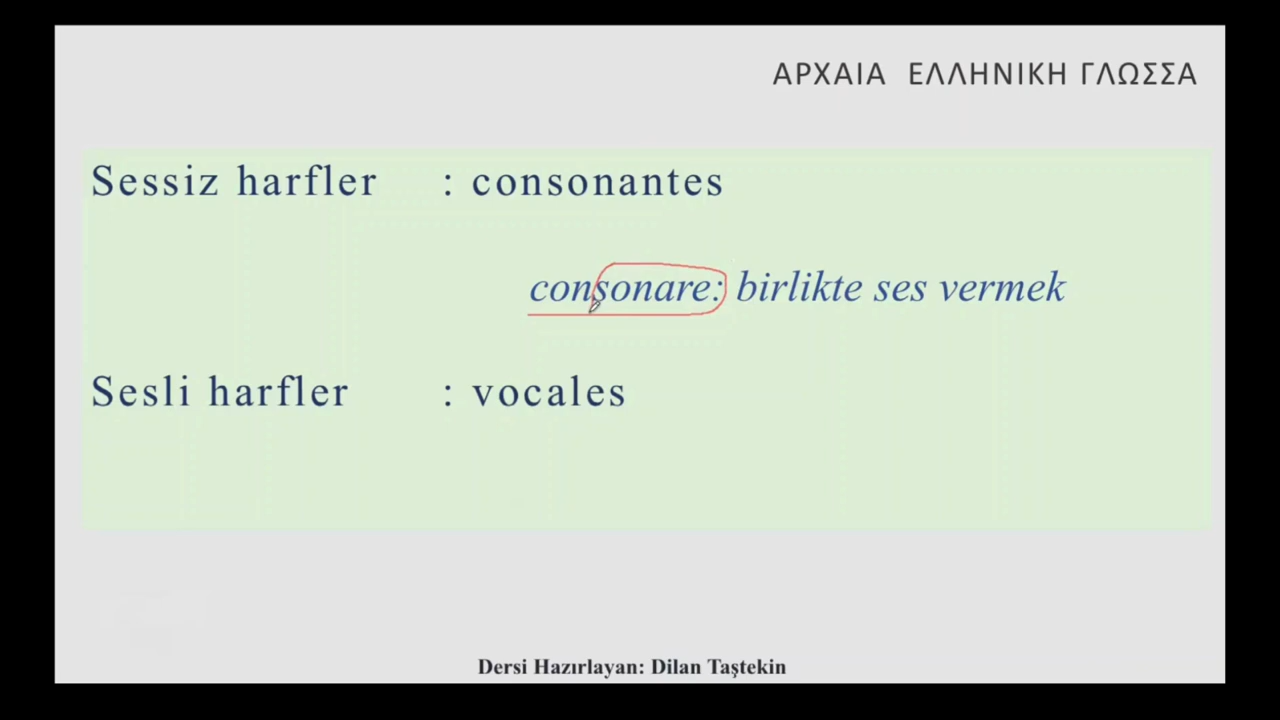 ΑΡΧΑΙΑ ΕΛΛΗΝΙΚΗ ΓΛΩΣΣΑ
Sessiz harfler : consonantes
consonare: birlikte ses vermek
Sesli harfler : vocales
Dersi Hazırlayan: Dilan Taştekin